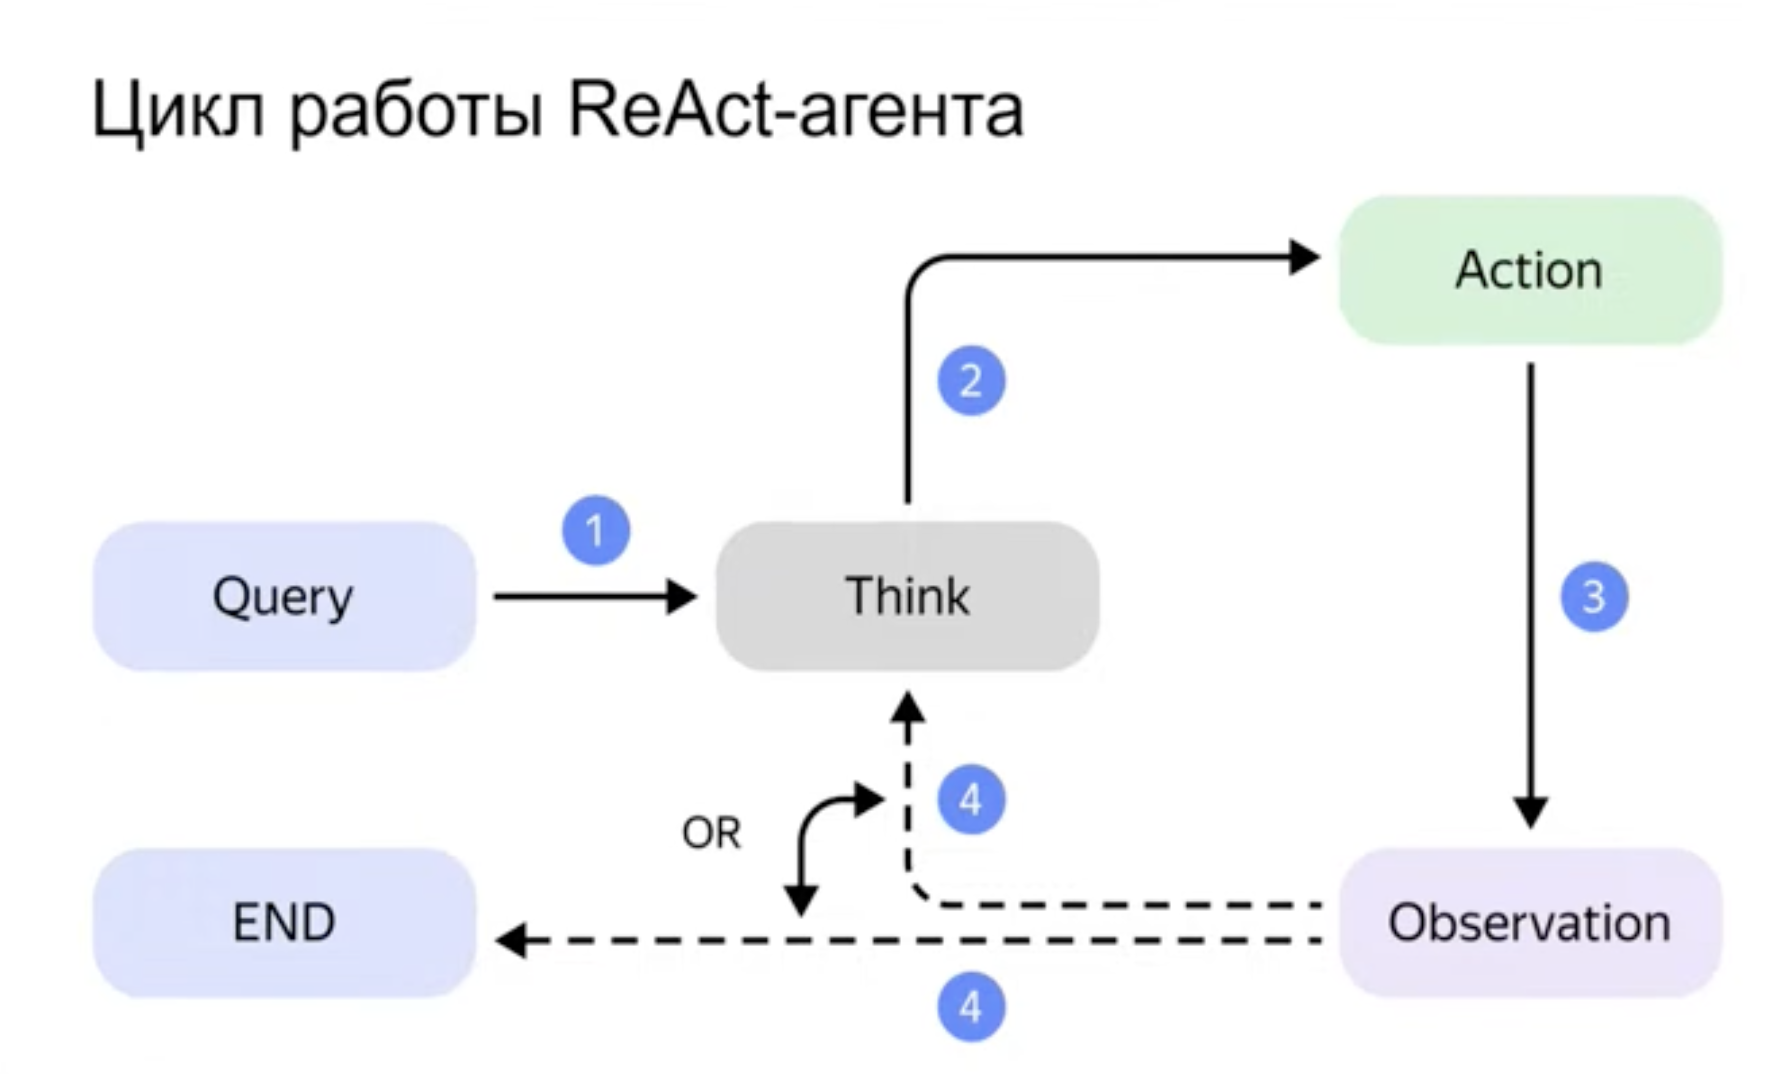 Цикл работы ReAct-агента
Action
2
1
Query
Think
3
4
OR
END
Observation
4